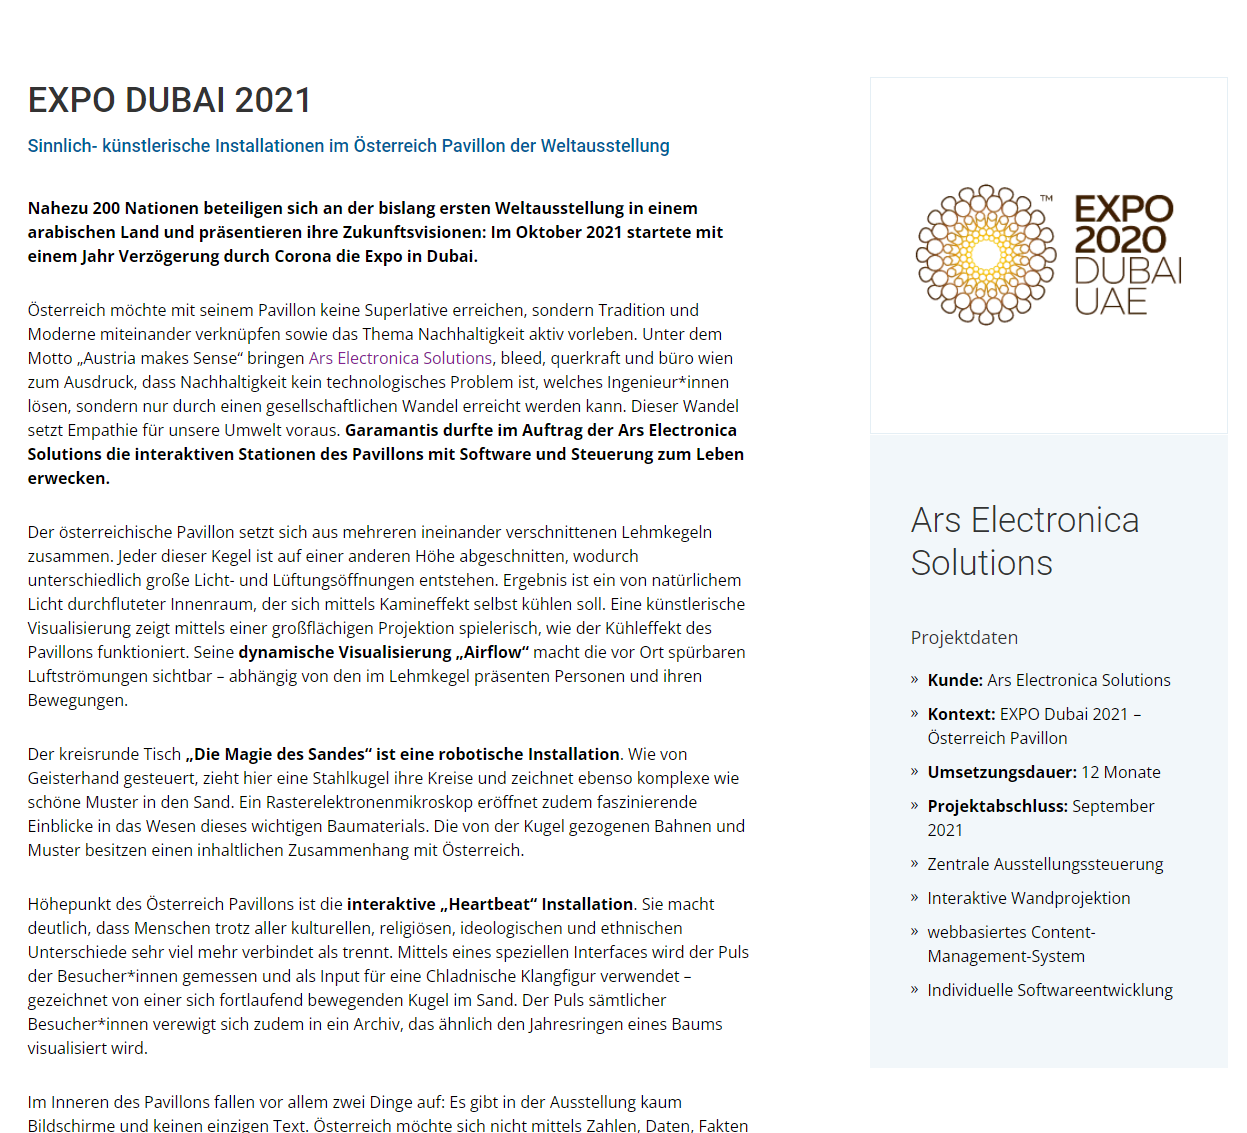 EXPO DUBAI 2021
Sinnlich- künstlerische Installationen im Österreich Pavillon der Weltausstellung
Nahezu 200 Nationen beteiligen sich an der bislang ersten Weltausstellung in einem
arabischen Land und präsentieren ihre Zukunftsvisionen: Im Oktober 2021 startete mit
einem Jahr Verzögerung durch Corona die Expo in Dubai.
Österreich möchte mit seinem Pavillon keine Superlative erreichen, sondern Tradition und
Moderne miteinander verknüpfen sowie das Thema Nachhaltigkeit aktiv vorleben. Unter dem
Motto „Austria makes Sense“ bringen Ars Electronica Solutions, bleed, querkraft und büro wien
zum Ausdruck, dass Nachhaltigkeit kein technologisches Problem ist, welches Ingenieur*innen
lösen, sondern nur durch einen gesellschaftlichen Wandel erreicht werden kann. Dieser Wandel
setzt Empathie für unsere Umwelt voraus. Garamantis durfte im Auftrag der Ars Electronica
Solutions die interaktiven Stationen des Pavillons mit Software und Steuerung zum Leben
erwecken.
Der österreichische Pavillon setzt sich aus mehreren ineinander verschnittenen Lehmkegeln
zusammen. Jeder dieser Kegel ist auf einer anderen Höhe abgeschnitten, wodurch
unterschiedlich große Licht- und Lüftungsöffnungen entstehen. Ergebnis ist ein von natürlichem
Licht durchfluteter Innenraum, der sich mittels Kamineffekt selbst kühlen soll. Eine künstlerische
Visualisierung zeigt mittels einer großflächigen Projektion spielerisch, wie der Kühleffekt des
Pavillons funktioniert. Seine dynamische Visualisierung „Airflow“ macht die vor Ort spürbaren
Luftströmungen sichtbar – abhängig von den im Lehmkegel präsenten Personen und ihren
Bewegungen.
Der kreisrunde Tisch „Die Magie des Sandes“ ist eine robotische Installation. Wie von
Geisterhand gesteuert, zieht hier eine Stahlkugel ihre Kreise und zeichnet ebenso komplexe wie
schöne Muster in den Sand. Ein Rasterelektronenmikroskop eröffnet zudem faszinierende
Einblicke in das Wesen dieses wichtigen Baumaterials. Die von der Kugel gezogenen Bahnen und
Muster besitzen einen inhaltlichen Zusammenhang mit Österreich.
Höhepunkt des Österreich Pavillons ist die interaktive „Heartbeat“ Installation. Sie macht
deutlich, dass Menschen trotz aller kulturellen, religiösen, ideologischen und ethnischen
Unterschiede sehr viel mehr verbindet als trennt. Mittels eines speziellen Interfaces wird der Puls
der Besucher*innen gemessen und als Input für eine Chladnische Klangfigur verwendet –
gezeichnet von einer sich fortlaufend bewegenden Kugel im Sand. Der Puls sämtlicher
Besucher*innen verewigt sich zudem in ein Archiv, das ähnlich den Jahresringen eines Baums
visualisiert wird.
Im Inneren des Pavillons fallen vor allem zwei Dinge auf: Es gibt in der Ausstellung kaum
Bildschirme und keinen einzigen Text. Österreich möchte sich nicht mittels Zahlen, Daten, Fakten
™
EXPO
2020
DUBAI
UAE
Ars Electronica
Solutions
Projektdaten
» Kunde: Ars Electronica Solutions
» Kontext: EXPO Dubai 2021 –
Österreich Pavillon
» Umsetzungsdauer: 12 Monate
» Projektabschluss: September
2021
» Zentrale Ausstellungssteuerung
» Interaktive Wandprojektion
» webbasiertes Content-
Management-System
» Individuelle Softwareentwicklung